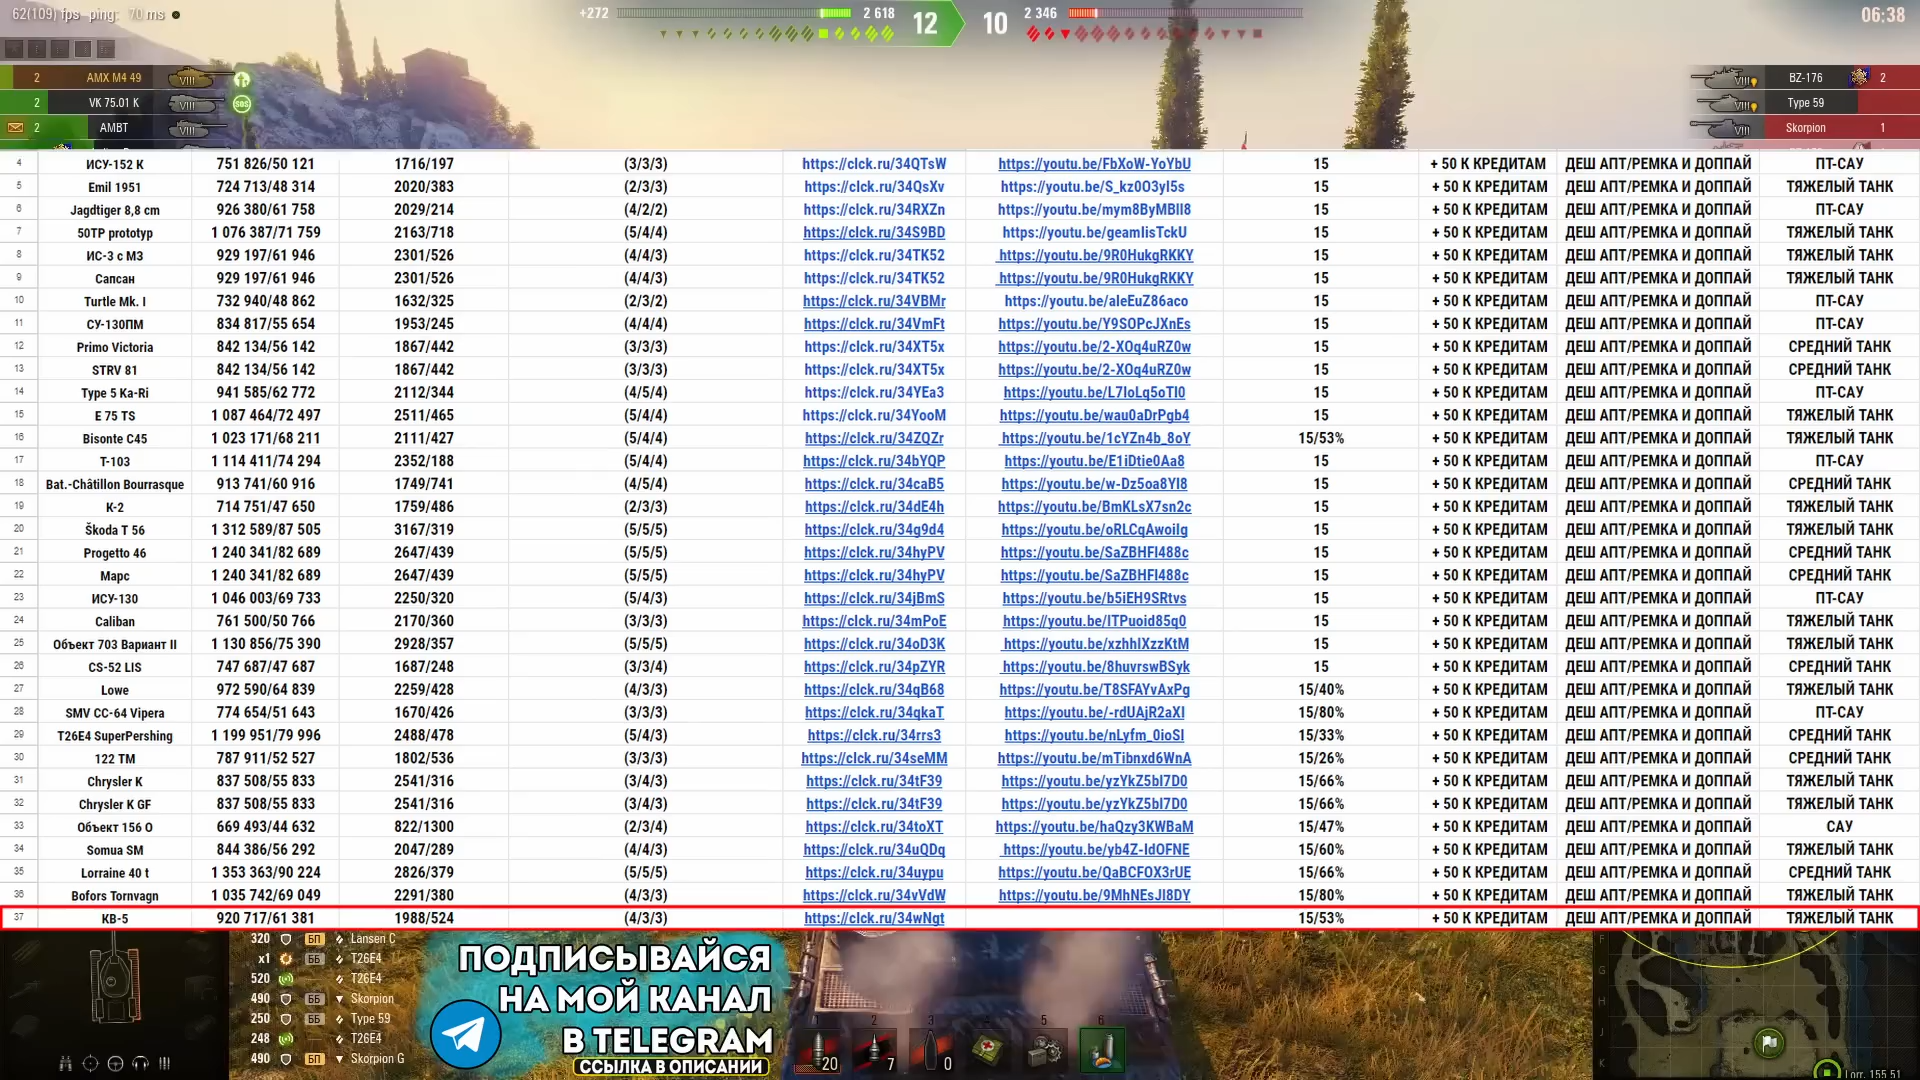 62(109) fps ping: 70 ms
+272 2 618 12 10 2 346 06:38
2 AMX M4 49 VIII
2 VK 75.01 K VIII SOS
2 AMBT VIII
VIII BZ-176 2
VIII Type 59
VIII Skorpion 1
4 ИСУ-152 К 751 826/50 121 1716/197 (3/3/3) https://clck.ru/34QTsW https://youtu.be/FbXoW-YoYbU 15 + 50 К КРЕДИТАМ ДЕШ АПТ/РЕМКА И ДОППАЙ ПТ-САУ
5 Emil 1951 724 713/48 314 2020/383 (2/3/3) https://clck.ru/34QsXv https://youtu.be/S_kz0O3yI5s 15 + 50 К КРЕДИТАМ ДЕШ АПТ/РЕМКА И ДОППАЙ ТЯЖЕЛЫЙ ТАНК
6 Jagdtiger 8,8 cm 926 380/61 758 2029/214 (4/2/2) https://clck.ru/34RXZn https://youtu.be/mym8ByMBIl8 15 + 50 К КРЕДИТАМ ДЕШ АПТ/РЕМКА И ДОППАЙ ПТ-САУ
7 50TP prototyp 1 076 387/71 759 2163/718 (5/4/4) https://clck.ru/34S9BD https://youtu.be/geamIisTckU 15 + 50 К КРЕДИТАМ ДЕШ АПТ/РЕМКА И ДОППАЙ ТЯЖЕЛЫЙ ТАНК
8 ИС-3 с МЗ 929 197/61 946 2301/526 (4/4/3) https://clck.ru/34TK52 https://youtu.be/9R0HukgRKKY 15 + 50 К КРЕДИТАМ ДЕШ АПТ/РЕМКА И ДОППАЙ ТЯЖЕЛЫЙ ТАНК
9 Сапсан 929 197/61 946 2301/526 (4/4/3) https://clck.ru/34TK52 https://youtu.be/9R0HukgRKKY 15 + 50 К КРЕДИТАМ ДЕШ АПТ/РЕМКА И ДОППАЙ ТЯЖЕЛЫЙ ТАНК
10 Turtle Mk. I 732 940/48 862 1632/325 (2/3/2) https://clck.ru/34VBMr https://youtu.be/aleEuZ86aco 15 + 50 К КРЕДИТАМ ДЕШ АПТ/РЕМКА И ДОППАЙ ПТ-САУ
11 СУ-130ПМ 834 817/55 654 1953/245 (4/4/4) https://clck.ru/34VmFt https://youtu.be/Y9SOPcJXnEs 15 + 50 К КРЕДИТАМ ДЕШ АПТ/РЕМКА И ДОППАЙ ПТ-САУ
12 Primo Victoria 842 134/56 142 1867/442 (3/3/3) https://clck.ru/34XT5x https://youtu.be/2-XOq4uRZ0w 15 + 50 К КРЕДИТАМ ДЕШ АПТ/РЕМКА И ДОППАЙ СРЕДНИЙ ТАНК
13 STRV 81 842 134/56 142 1867/442 (3/3/3) https://clck.ru/34XT5x https://youtu.be/2-XOq4uRZ0w 15 + 50 К КРЕДИТАМ ДЕШ АПТ/РЕМКА И ДОППАЙ СРЕДНИЙ ТАНК
14 Type 5 Ka-Ri 941 585/62 772 2112/344 (4/5/4) https://clck.ru/34YEa3 https://youtu.be/L7IoLq5oTI0 15 + 50 К КРЕДИТАМ ДЕШ АПТ/РЕМКА И ДОППАЙ ПТ-САУ
15 E 75 TS 1 087 464/72 497 2511/465 (5/4/4) https://clck.ru/34YooM https://youtu.be/wau0aDrPgb4 15 + 50 К КРЕДИТАМ ДЕШ АПТ/РЕМКА И ДОППАЙ ТЯЖЕЛЫЙ ТАНК
16 Bisonte C45 1 023 171/68 211 2111/427 (5/4/4) https://clck.ru/34ZQZr https://youtu.be/1cYZn4b_8oY 15/53% + 50 К КРЕДИТАМ ДЕШ АПТ/РЕМКА И ДОППАЙ ТЯЖЕЛЫЙ ТАНК
17 Т-103 1 114 411/74 294 2352/188 (5/4/4) https://clck.ru/34bYQP https://youtu.be/E1iDtie0Aa8 15 + 50 К КРЕДИТАМ ДЕШ АПТ/РЕМКА И ДОППАЙ ПТ-САУ
18 Bat.-Châtillon Bourrasque 913 741/60 916 1749/741 (4/5/4) https://clck.ru/34caB5 https://youtu.be/w-Dz5oa8YI8 15 + 50 К КРЕДИТАМ ДЕШ АПТ/РЕМКА И ДОППАЙ СРЕДНИЙ ТАНК
19 К-2 714 751/47 650 1759/486 (2/3/3) https://clck.ru/34dE4h https://youtu.be/BmKLsX7sn2c 15 + 50 К КРЕДИТАМ ДЕШ АПТ/РЕМКА И ДОППАЙ ТЯЖЕЛЫЙ ТАНК
20 Škoda T 56 1 312 589/87 505 3167/319 (5/5/5) https://clck.ru/34g9d4 https://youtu.be/oRLCqAwoiIg 15 + 50 К КРЕДИТАМ ДЕШ АПТ/РЕМКА И ДОППАЙ ТЯЖЕЛЫЙ ТАНК
21 Progetto 46 1 240 341/82 689 2647/439 (5/5/5) https://clck.ru/34hyPV https://youtu.be/SaZBHFI488c 15 + 50 К КРЕДИТАМ ДЕШ АПТ/РЕМКА И ДОППАЙ СРЕДНИЙ ТАНК
22 Марс 1 240 341/82 689 2647/439 (5/5/5) https://clck.ru/34hyPV https://youtu.be/SaZBHFI488c 15 + 50 К КРЕДИТАМ ДЕШ АПТ/РЕМКА И ДОППАЙ СРЕДНИЙ ТАНК
23 ИСУ-130 1 046 003/69 733 2250/320 (5/4/3) https://clck.ru/34jBmS https://youtu.be/b5iEH9SRtvs 15 + 50 К КРЕДИТАМ ДЕШ АПТ/РЕМКА И ДОППАЙ ПТ-САУ
24 Caliban 761 500/50 766 2170/360 (3/3/3) https://clck.ru/34mPoE https://youtu.be/ITPuoid85q0 15 + 50 К КРЕДИТАМ ДЕШ АПТ/РЕМКА И ДОППАЙ ТЯЖЕЛЫЙ ТАНК
25 Объект 703 Вариант II 1 130 856/75 390 2928/357 (5/5/5) https://clck.ru/34oD3K https://youtu.be/xzhhlXzzKtM 15 + 50 К КРЕДИТАМ ДЕШ АПТ/РЕМКА И ДОППАЙ ТЯЖЕЛЫЙ ТАНК
26 CS-52 LIS 747 687/47 687 1687/248 (3/3/4) https://clck.ru/34pZYR https://youtu.be/8huvrswBSyk 15 + 50 К КРЕДИТАМ ДЕШ АПТ/РЕМКА И ДОППАЙ СРЕДНИЙ ТАНК
27 Lowe 972 590/64 839 2259/428 (4/3/3) https://clck.ru/34qB68 https://youtu.be/T8SFAYvAxPg 15/40% + 50 К КРЕДИТАМ ДЕШ АПТ/РЕМКА И ДОППАЙ ТЯЖЕЛЫЙ ТАНК
28 SMV CC-64 Vipera 774 654/51 643 1670/426 (3/3/3) https://clck.ru/34qkaT https://youtu.be/-rdUAjR2aXI 15/80% + 50 К КРЕДИТАМ ДЕШ АПТ/РЕМКА И ДОППАЙ ПТ-САУ
29 T26E4 SuperPershing 1 199 951/79 996 2488/478 (5/4/3) https://clck.ru/34rrs3 https://youtu.be/nLyfm_0ioSI 15/33% + 50 К КРЕДИТАМ ДЕШ АПТ/РЕМКА И ДОППАЙ СРЕДНИЙ ТАНК
30 122 TM 787 911/52 527 1802/536 (3/3/3) https://clck.ru/34seMM https://youtu.be/mTibnxd6WnA 15/26% + 50 К КРЕДИТАМ ДЕШ АПТ/РЕМКА И ДОППАЙ СРЕДНИЙ ТАНК
31 Chrysler K 837 508/55 833 2541/316 (3/4/3) https://clck.ru/34tF39 https://youtu.be/yzYkZ5bI7D0 15/66% + 50 К КРЕДИТАМ ДЕШ АПТ/РЕМКА И ДОППАЙ ТЯЖЕЛЫЙ ТАНК
32 Chrysler K GF 837 508/55 833 2541/316 (3/4/3) https://clck.ru/34tF39 https://youtu.be/yzYkZ5bI7D0 15/66% + 50 К КРЕДИТАМ ДЕШ АПТ/РЕМКА И ДОППАЙ ТЯЖЕЛЫЙ ТАНК
33 Объект 156 О 669 493/44 632 822/1300 (2/3/4) https://clck.ru/34toXT https://youtu.be/haQzy3KWBaM 15/47% + 50 К КРЕДИТАМ ДЕШ АПТ/РЕМКА И ДОППАЙ САУ
34 Somua SM 844 386/56 292 2047/289 (4/4/3) https://clck.ru/34uQDq https://youtu.be/yb4Z-IdOFNE 15/60% + 50 К КРЕДИТАМ ДЕШ АПТ/РЕМКА И ДОППАЙ ТЯЖЕЛЫЙ ТАНК
35 Lorraine 40 t 1 353 363/90 224 2826/379 (5/5/5) https://clck.ru/34uypu https://youtu.be/QaBCFOX3rUE 15/66% + 50 К КРЕДИТАМ ДЕШ АПТ/РЕМКА И ДОППАЙ СРЕДНИЙ ТАНК
36 Bofors Tornvagn 1 035 742/69 049 2291/380 (4/3/3) https://clck.ru/34vVdW https://youtu.be/9MhNEsJI8DY 15/80% + 50 К КРЕДИТАМ ДЕШ АПТ/РЕМКА И ДОППАЙ ТЯЖЕЛЫЙ ТАНК
37 КВ-5 920 717/61 381 1988/524 (4/3/3) https://clck.ru/34wNgt 15/53% + 50 К КРЕДИТАМ ДЕШ АПТ/РЕМКА И ДОППАЙ ТЯЖЕЛЫЙ ТАНК
320 БП Lansen C
x1 ББ T26E4
520 T26E4
490 ББ Skorpion
250 ББ Type 59
248 T26E4
490 БП Skorpion G
ПОДПИСЫВАЙСЯ
НА МОЙ КАНАЛ
В TELEGRAM
ССЫЛКА В ОПИСАНИИ
2 3 5 6
20 7 0
F
G
H
J
K
Lorr. 155 51